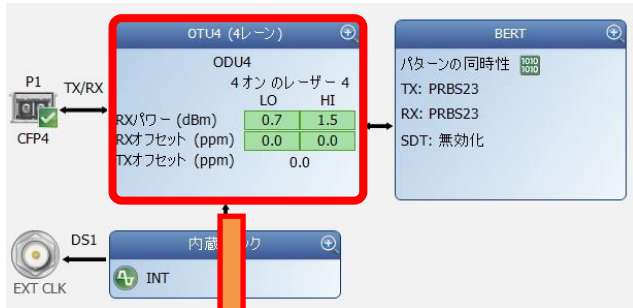 OTU4 (4レーン)
BERT
ODU4
4 オン のレーザー 4
LO HI
RXパワー (dBm) 0.7 1.5
RXオフセット (ppm) 0.0 0.0
TXオフセット (ppm) 0.0
パターンの同時性 1010 1010
TX: PRBS23
RX: PRBS23
SDT: 無効化
P1
TX/RX
CFP4
DS1
内蔵 ック
INT
EXT CLK